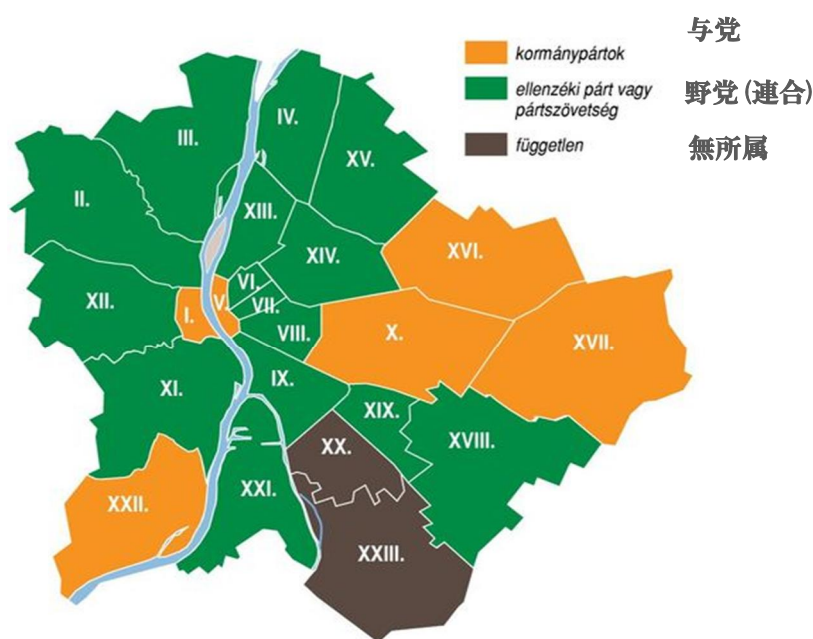 kormánypártok 与党
ellenzéki párt vagy
pártszövetség 野党(連合)
független 無所属
IV.
III.
XV.
II.
XIII.
XVI.
XIV.
VI.
XII.
I.
V.
VII.
VIII.
X.
XVII.
IX.
XI.
XIX.
XVIII.
XX.
XXI.
XXII.
XXIII.